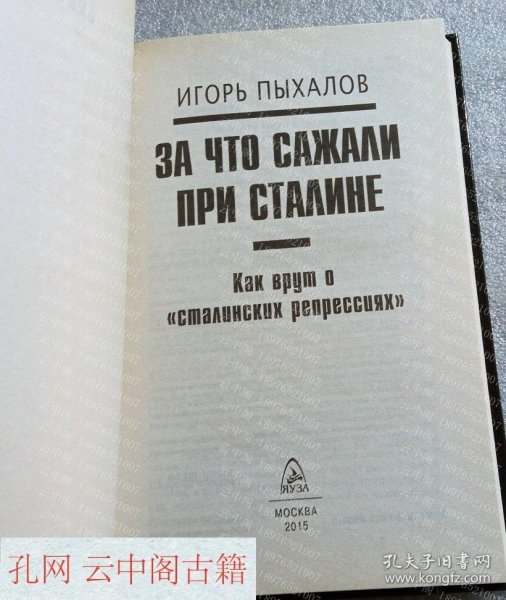 ИГОРЬ ПЫХАЛОВ
ЗА ЧТО САЖАЛИ
ПРИ СТАЛИНЕ
Как врут о
«сталинских репрессиях»
ЯУЗА
МОСКВА
2015
孔网 云中阁古籍
孔夫子旧书网
www.kongfz.com